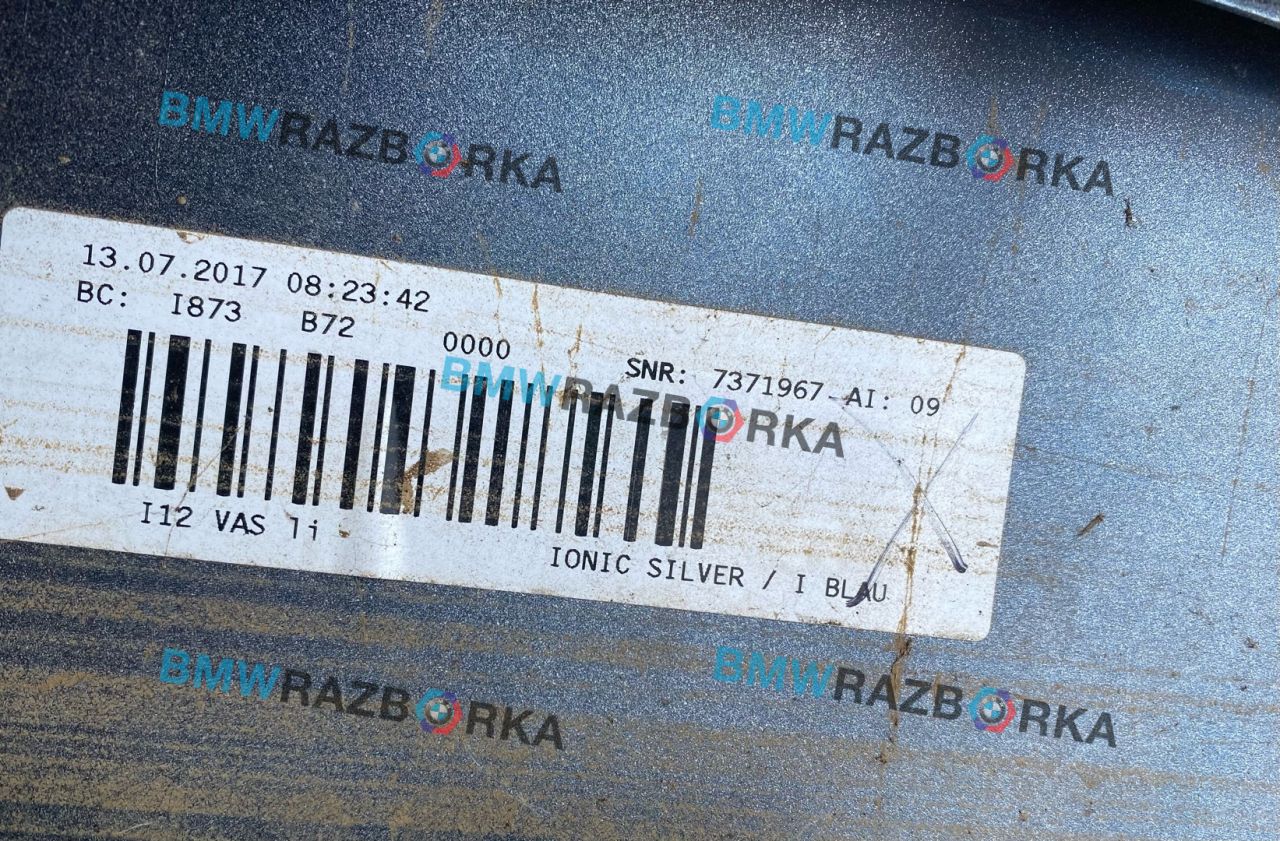 BMWRAZBORKA
BMWRAZBORKA
13.07.2017 08:23:42
BC: I873 B72 0000 SNR: 7371967 AI: 09
BMWRAZBORKA
I12 VAS li IONIC SILVER / I BLAU
BMWRAZBORKA
BMWRAZBORKA